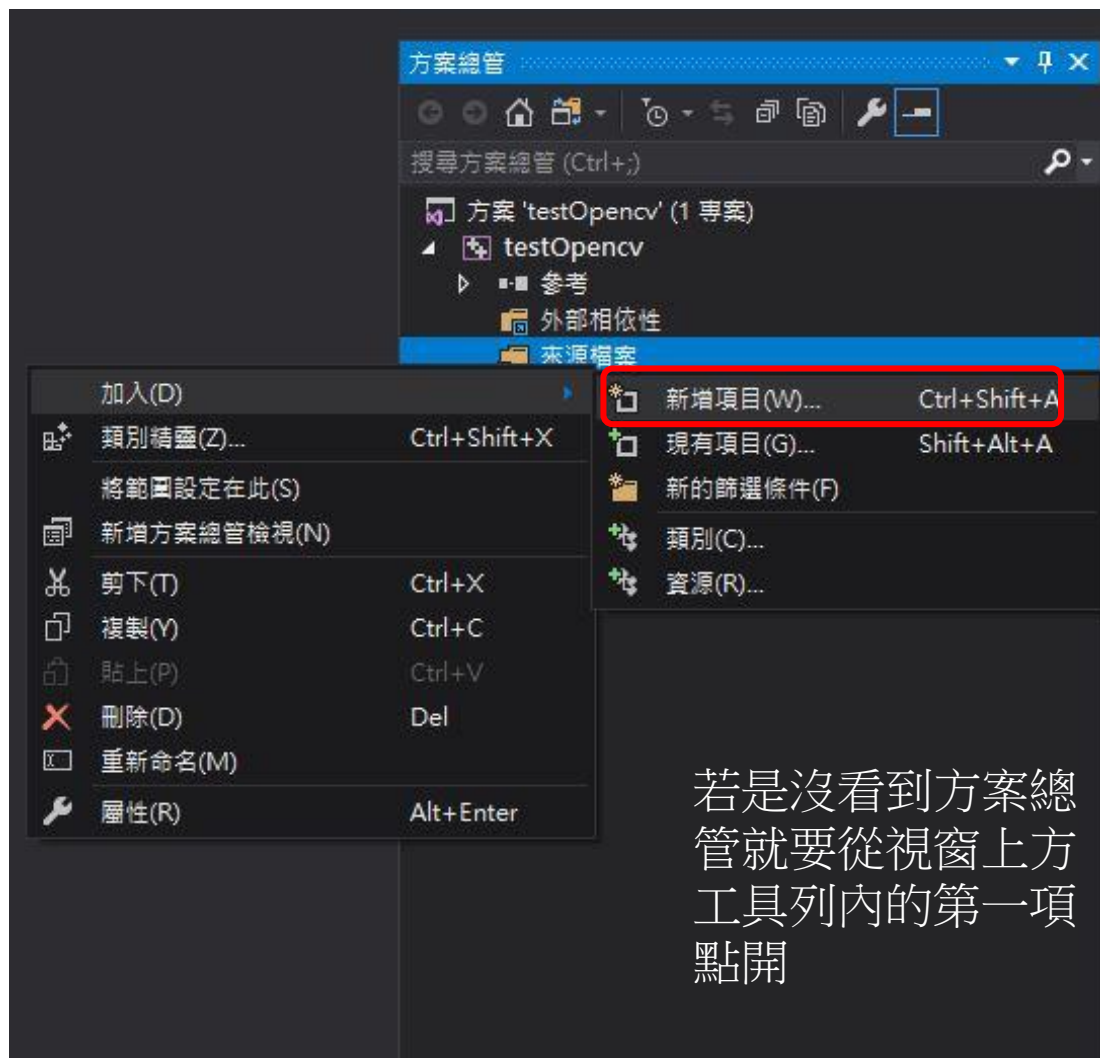 方案總管
搜尋方案總管 (Ctrl+;)
方案 'testOpencv' (1 專案)
testOpencv
參考
外部相依性
來源檔案
加入(D)
類別精靈(Z)... Ctrl+Shift+X
將範圍設定在此(S)
新增方案總管檢視(N)
剪下(T) Ctrl+X
複製(Y) Ctrl+C
貼上(P) Ctrl+V
刪除(D) Del
重新命名(M)
屬性(R) Alt+Enter
新增項目(W)... Ctrl+Shift+A
現有項目(G)... Shift+Alt+A
新的篩選條件(F)
類別(C)...
資源(R)...
若是沒看到方案總
管就要從視窗上方
工具列內的第一項
點開